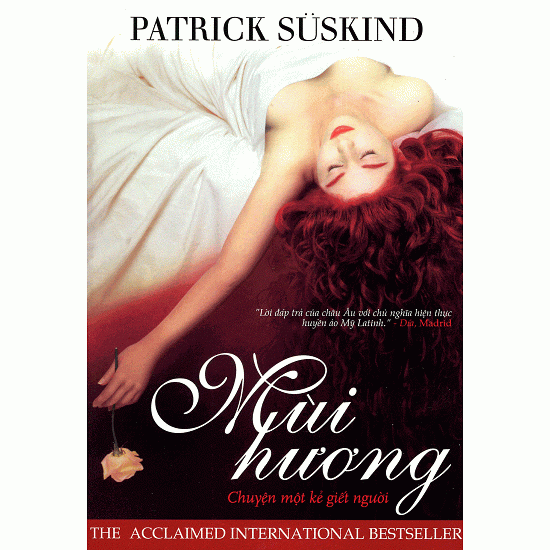 PATRICK SÜSKIND
"Lời đáp trả của châu Âu với chủ nghĩa hiện thực
huyền ảo Mỹ Latinh." - Dia, Madrid
Mùi
hương
Chuyện một kẻ giết người
THE ACCLAIMED INTERNATIONAL BESTSELLER